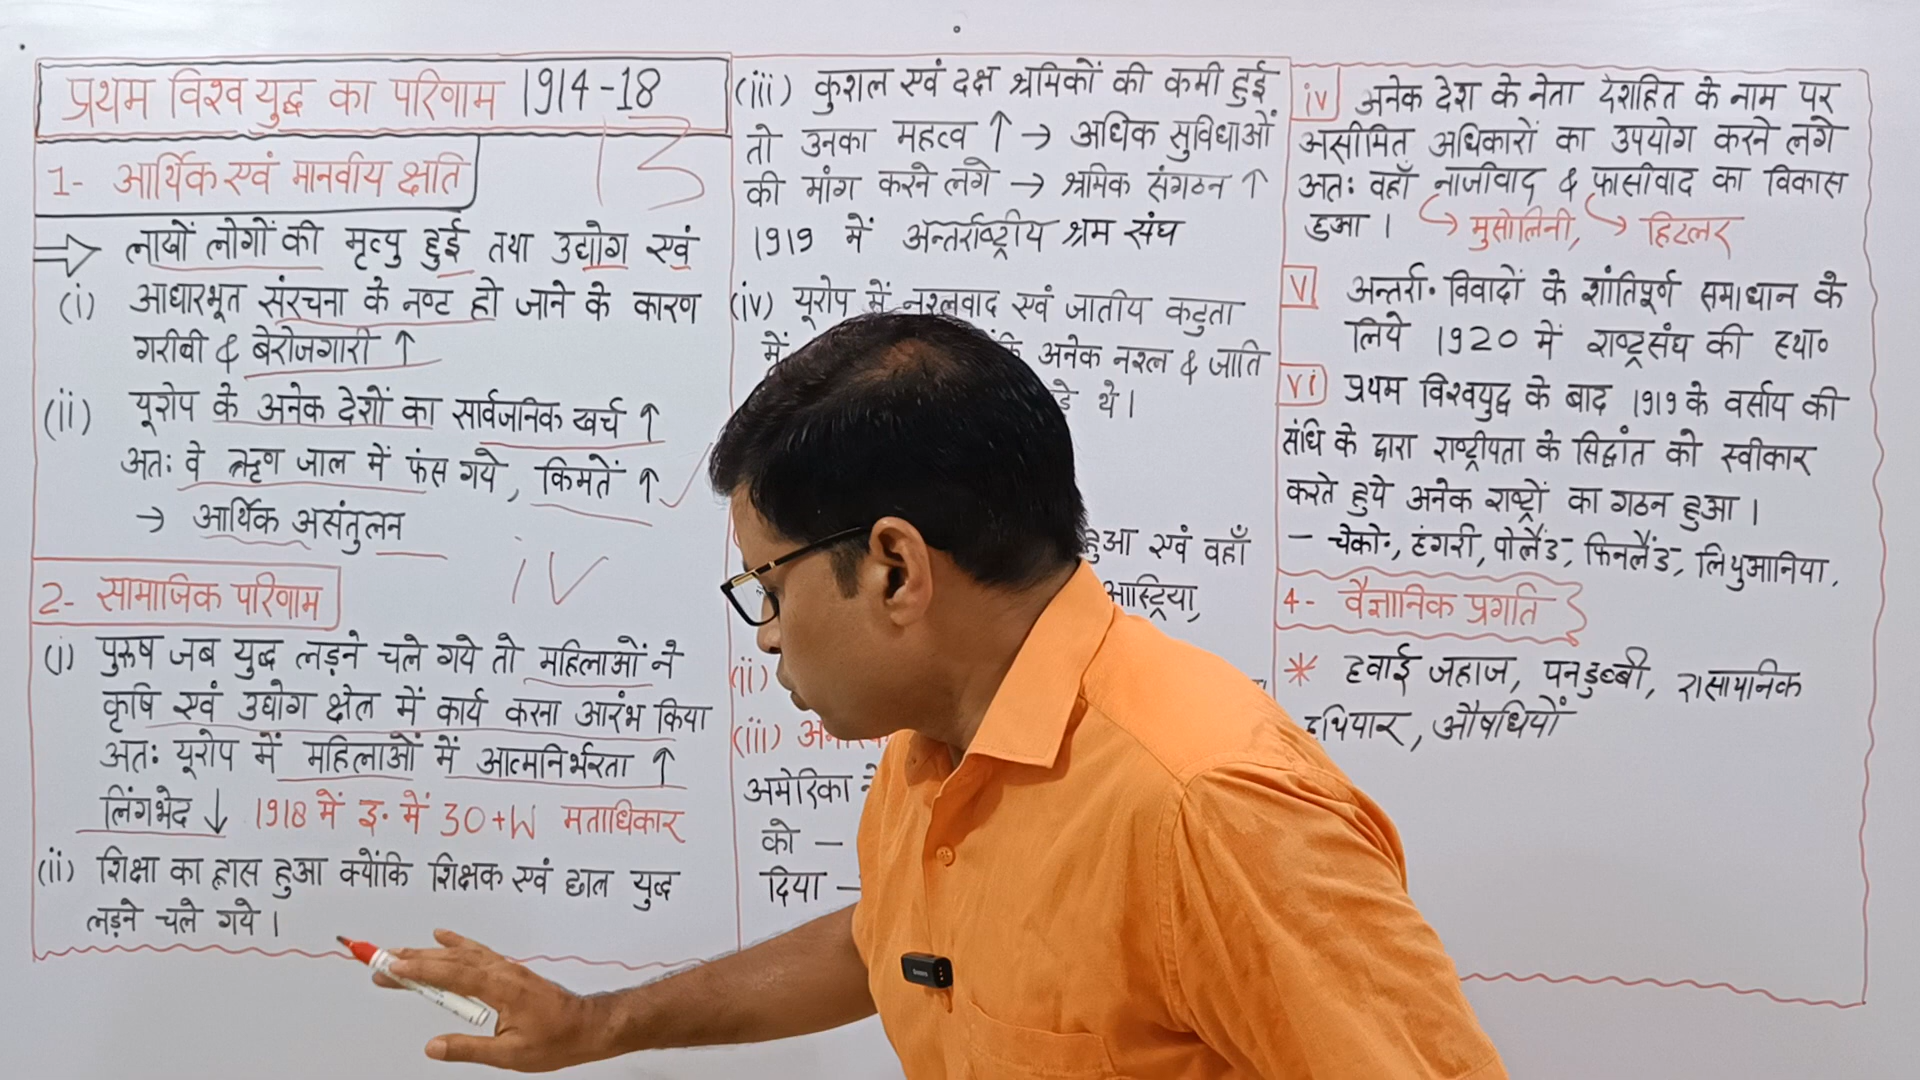 प्रथम विश्व युद्ध का परिणाम 1914-18
13
1- आर्थिक एवं मानवीय क्षति
लाखों लोगों की मृत्यु हुई तथा उद्योग एवं
(i) आधारभूत संरचना के नष्ट हो जाने के कारण
गरीबी & बेरोजगारी ↑
(ii) यूरोप के अनेक देशों का सार्वजनिक खर्च ↑
अतः वे ऋण जाल में फंस गये, किमतें ↑
→ आर्थिक असंतुलन
iv
2- सामाजिक परिणाम
(i) पुरुष जब युद्ध लड़ने चले गये तो महिलाओं ने
कृषि एवं उद्योग क्षेत्र में कार्य करना आरंभ किया
अतः यूरोप में महिलाओं में आत्मनिर्भरता ↑
लिंगभेद ↓ 1918 में इ. में 30+W मताधिकार
(ii) शिक्षा का ह्रास हुआ क्योंकि शिक्षक एवं छात्र युद्ध
लड़ने चले गये।
(iii) कुशल एवं दक्ष श्रमिकों की कमी हुई
तो उनका महत्व ↑ → अधिक सुविधाओं
की मांग करने लगे → श्रमिक संगठन ↑
1919 में अन्तर्राष्ट्रीय श्रम संघ
(iv) यूरोप में नस्लवाद एवं जातीय कटुता
में अनेक नस्ल & जाति
थे।
हुआ एवं वहाँ
आस्ट्रिया,
(ii)
(iii)
अमेरिका
को —
दिया —
iv अनेक देश के नेता देशहित के नाम पर
असीमित अधिकारों का उपयोग करने लगे
अतः वहाँ नाजीवाद & फासीवाद का विकास
हुआ। → मुसोलिनी, → हिटलर
v अन्तर्रा. विवादों के शांतिपूर्ण समाधान के
लिये 1920 में राष्ट्रसंघ की स्था०
vi प्रथम विश्वयुद्ध के बाद 1919 के वर्साय की
संधि के द्वारा राष्ट्रीयता के सिद्धांत को स्वीकार
करते हुये अनेक राष्ट्रों का गठन हुआ।
- चेको., हंगरी, पोलैंड, फिनलैंड, लियुआनिया,
4- वैज्ञानिक प्रगति
* हवाई जहाज, पनडुब्बी, रासायनिक
हथियार, औषधियों